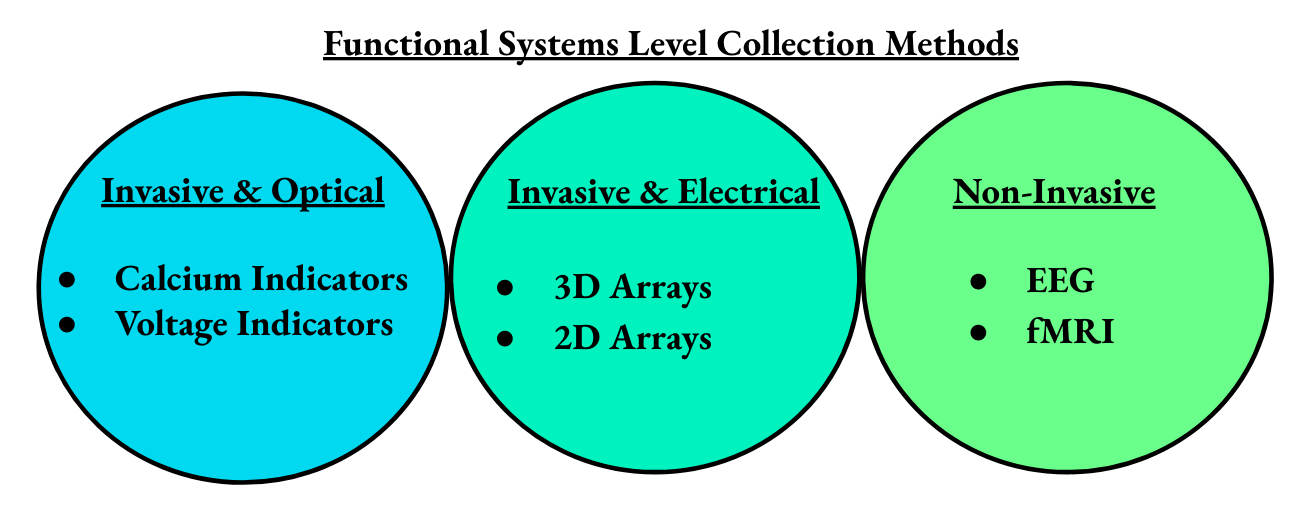 Functional Systems Level Collection Methods
Invasive & Optical
● Calcium Indicators
● Voltage Indicators
Invasive & Electrical
● 3D Arrays
● 2D Arrays
Non-Invasive
● EEG
● fMRI